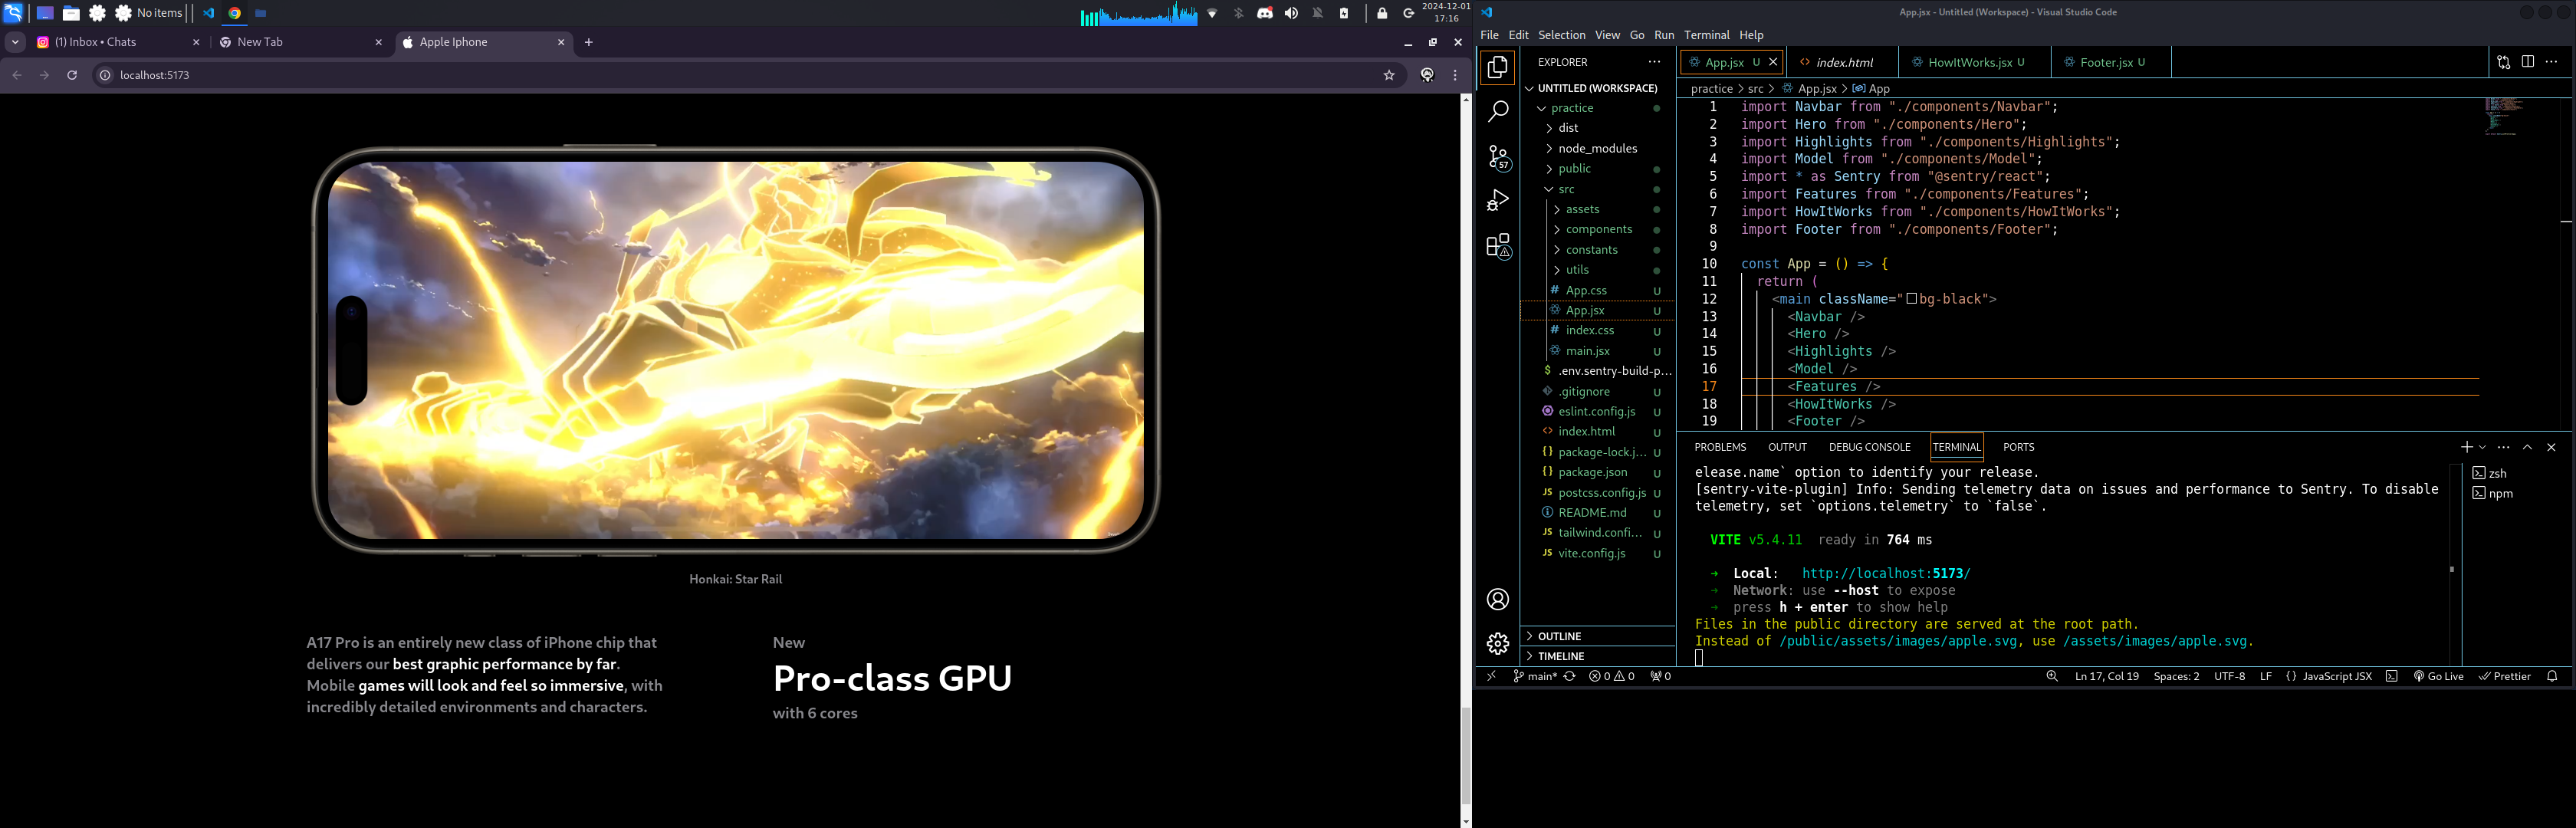 No items
2024-12-01
17:16
(1) Inbox • Chats
New Tab
Apple Iphone
localhost:5173
Honkai: Star Rail
A17 Pro is an entirely new class of iPhone chip that
delivers our best graphic performance by far.
Mobile games will look and feel so immersive, with
incredibly detailed environments and characters.
New
Pro-class GPU
with 6 cores
App.jsx - Untitled (Workspace) - Visual Studio Code
File Edit Selection View Go Run Terminal Help
57
EXPLORER
UNTITLED (WORKSPACE)
practice
dist
node_modules
public
src
assets
components
constants
utils
# App.css U
App.jsx U
# index.css U
main.jsx U
$ .env.sentry-build-p...
.gitignore U
eslint.config.js U
<> index.html U
{} package-lock.j... U
{} package.json U
JS postcss.config.js U
README.md U
JS tailwind.confi... U
JS vite.config.js U
OUTLINE
TIMELINE
App.jsx U
<> index.html
HowItWorks.jsx U
Footer.jsx U
practice > src > App.jsx > App
1 import Navbar from "./components/Navbar";
2 import Hero from "./components/Hero";
3 import Highlights from "./components/Highlights";
4 import Model from "./components/Model";
5 import * as Sentry from "@sentry/react";
6 import Features from "./components/Features";
7 import HowItWorks from "./components/HowItWorks";
8 import Footer from "./components/Footer";
9
10 const App = () => {
11 return (
12 <main className="bg-black">
13 <Navbar />
14 <Hero />
15 <Highlights />
16 <Model />
17 <Features />
18 <HowItWorks />
19 <Footer />
PROBLEMS OUTPUT DEBUG CONSOLE TERMINAL PORTS
elease.name` option to identify your release.
[sentry-vite-plugin] Info: Sending telemetry data on issues and performance to Sentry. To disable
telemetry, set `options.telemetry` to `false`.
VITE v5.4.11 ready in 764 ms
➜ Local: http://localhost:5173/
➜ Network: use --host to expose
➜ press h + enter to show help
Files in the public directory are served at the root path.
Instead of /public/assets/images/apple.svg, use /assets/images/apple.svg.
zsh
npm
main* 0 0 0
Ln 17, Col 19 Spaces: 2 UTF-8 LF {} JavaScript JSX Go Live Prettier